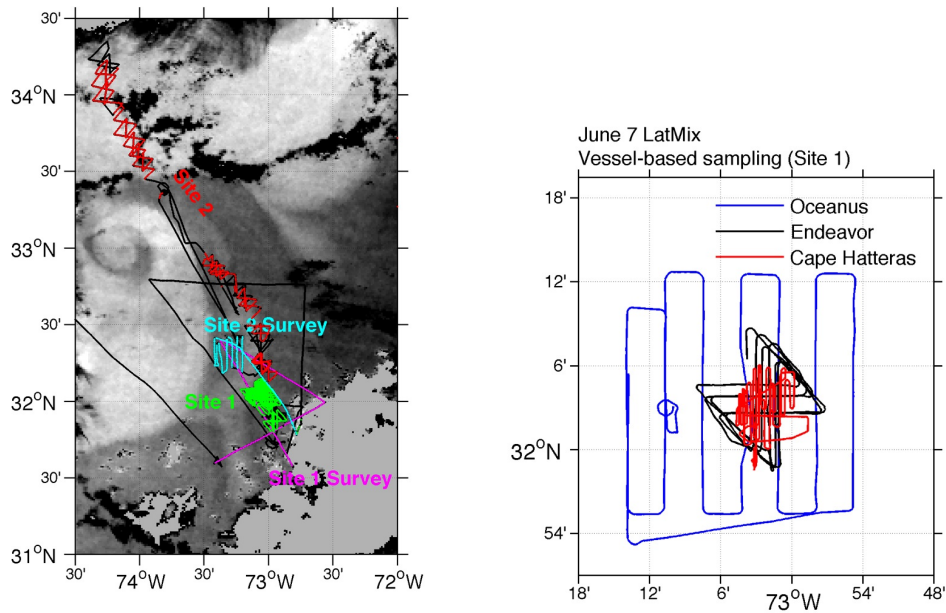 30'
34°N
30'
33°N
30'
32°N
30'
31°N
30'
74°W
30'
73°W
30'
72°W
Site 2
Site 2 Survey
Site 1
Site 1 Survey
June 7 LatMix
Vessel-based sampling (Site 1)
Oceanus
Endeavor
Cape Hatteras
18'
12'
6'
32°N
54'
18'
12'
6'
73°W
54'
48'